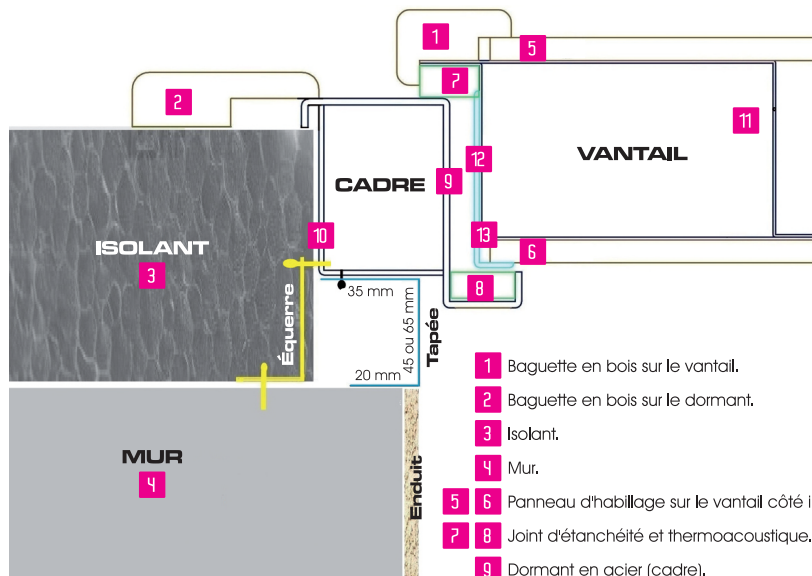 1
5
7
2
11
VANTAIL
12
CADRE
9
ISOLANT
10
13
6
3
8
35 mm
Équerre
45 ou 65 mm
Tapée
20 mm
1 Baguette en bois sur le vantail.
2 Baguette en bois sur le dormant.
3 Isolant.
MUR
4
4 Mur.
Enduit
5 6 Panneau d'habillage sur le vantail côté i
7 8 Joint d'étanchéité et thermoacoustique.
9 Dormant en acier (cadre).